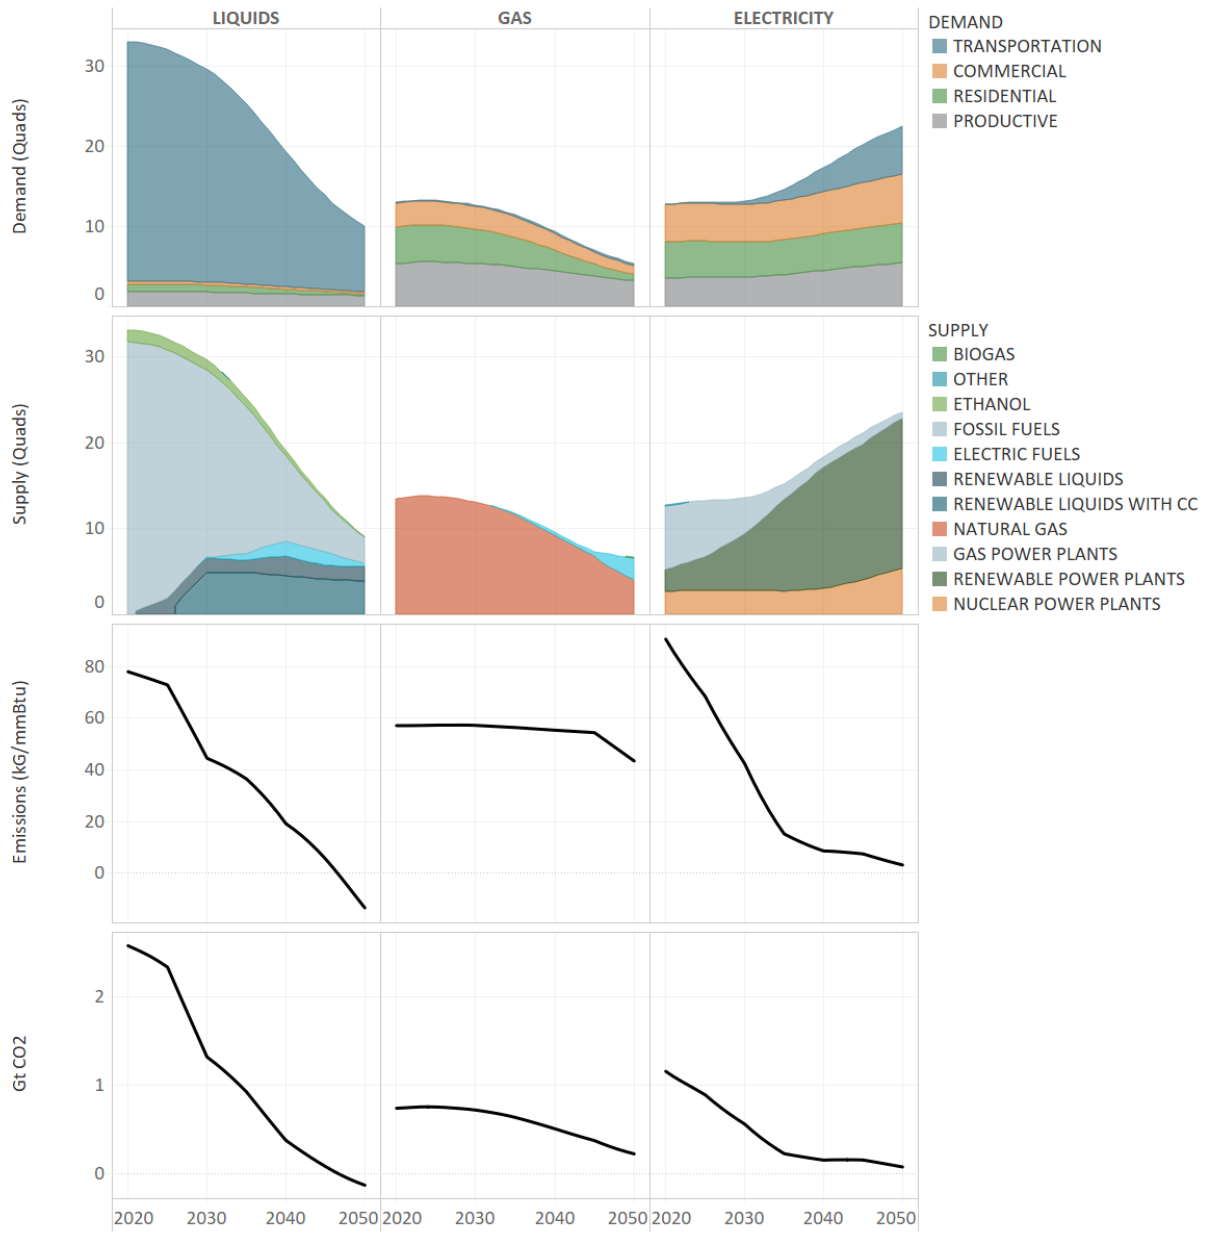 LIQUIDS GAS ELECTRICITY
DEMAND
TRANSPORTATION
COMMERCIAL
RESIDENTIAL
PRODUCTIVE
Demand (Quads)
30
20
10
0
SUPPLY
BIOGAS
OTHER
ETHANOL
FOSSIL FUELS
ELECTRIC FUELS
RENEWABLE LIQUIDS
RENEWABLE LIQUIDS WITH CC
NATURAL GAS
GAS POWER PLANTS
RENEWABLE POWER PLANTS
NUCLEAR POWER PLANTS
Supply (Quads)
30
20
10
0
Emissions (kG/mmBtu)
80
60
40
20
0
Gt CO2
2
1
0
2020 2030 2040 2050 2020 2030 2040 2050 2020 2030 2040 2050